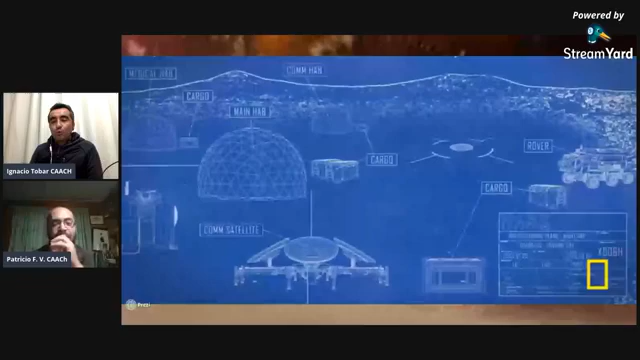 Powered by
StreamYard
MEDICAL HAB
COMM HAB
CARGO
MAIN HAB
CARGO
ROVER
CARGO
COMM SATELLITE
Ignacio Tobar CAACH
Patricio F. V. CAACh
Prezi